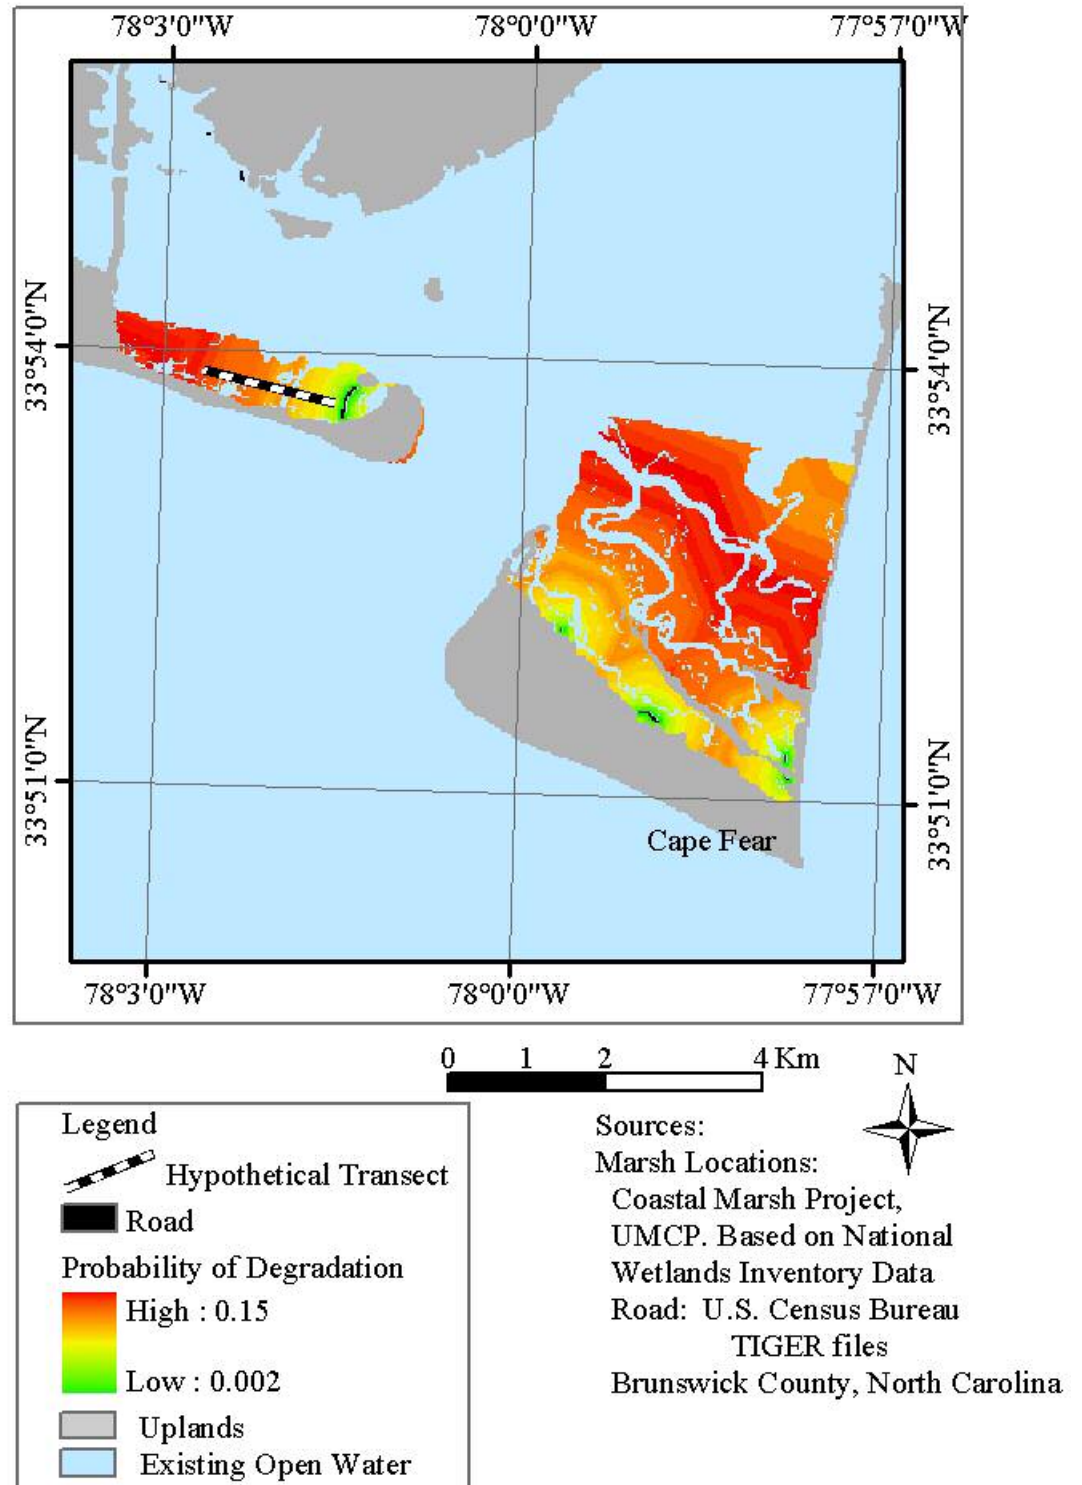 78°3'0"W 78°0'0"W 77°57'0"W
33°54'0"N
33°54'0"N
33°51'0"N
33°51'0"N
Cape Fear
78°3'0"W 78°0'0"W 77°57'0"W
0 1 2 4 Km
N
Legend
Hypothetical Transect
Road
Probability of Degradation
High : 0.15
Low : 0.002
Uplands
Existing Open Water
Sources:
Marsh Locations:
Coastal Marsh Project,
UMCP. Based on National
Wetlands Inventory Data
Road: U.S. Census Bureau
TIGER files
Brunswick County, North Carolina